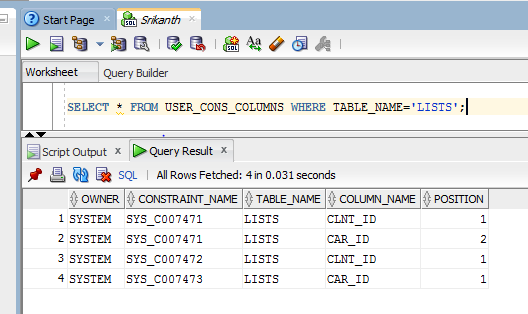 Start Page Srikanth
SQL
Worksheet Query Builder
SELECT * FROM USER_CONS_COLUMNS WHERE TABLE_NAME='LISTS';
Script Output x Query Result x
SQL | All Rows Fetched: 4 in 0.031 seconds
OWNER CONSTRAINT_NAME TABLE_NAME COLUMN_NAME POSITION
1 SYSTEM SYS_C007471 LISTS CLNT_ID 1
2 SYSTEM SYS_C007471 LISTS CAR_ID 2
3 SYSTEM SYS_C007472 LISTS CLNT_ID 1
4 SYSTEM SYS_C007473 LISTS CAR_ID 1